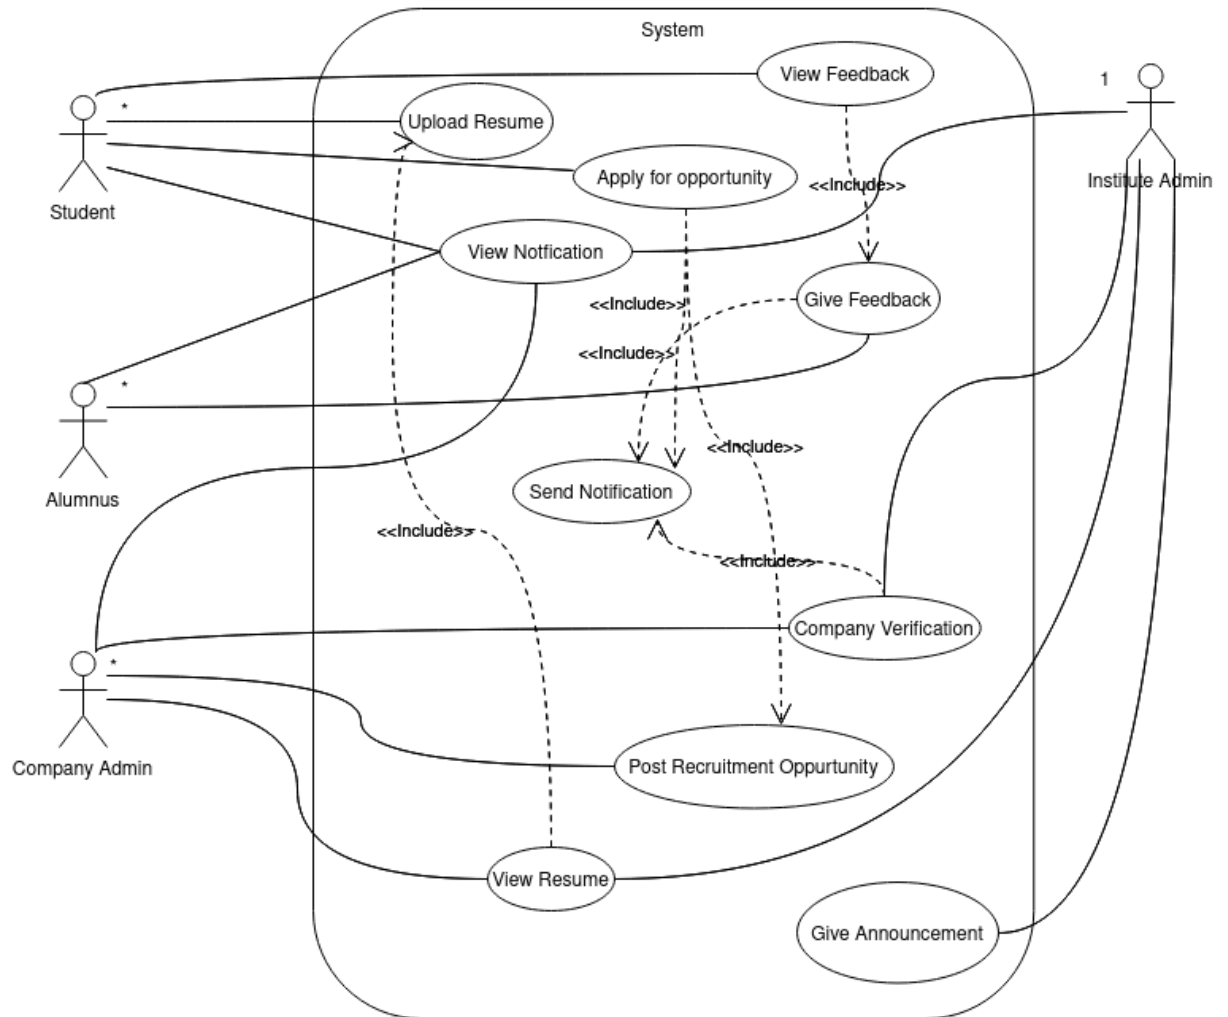 System
View Feedback
1
*
Upload Resume
Apply for opportunity
<<Include>>
Institute Admin
Student
View Notfication
<<Include>>
Give Feedback
<<Include>>
*
<<Include>>
Alumnus
Send Notification
<<Include>>
<<Include>>
Company Verification
*
Company Admin
Post Recruitment Oppurtunity
View Resume
Give Announcement